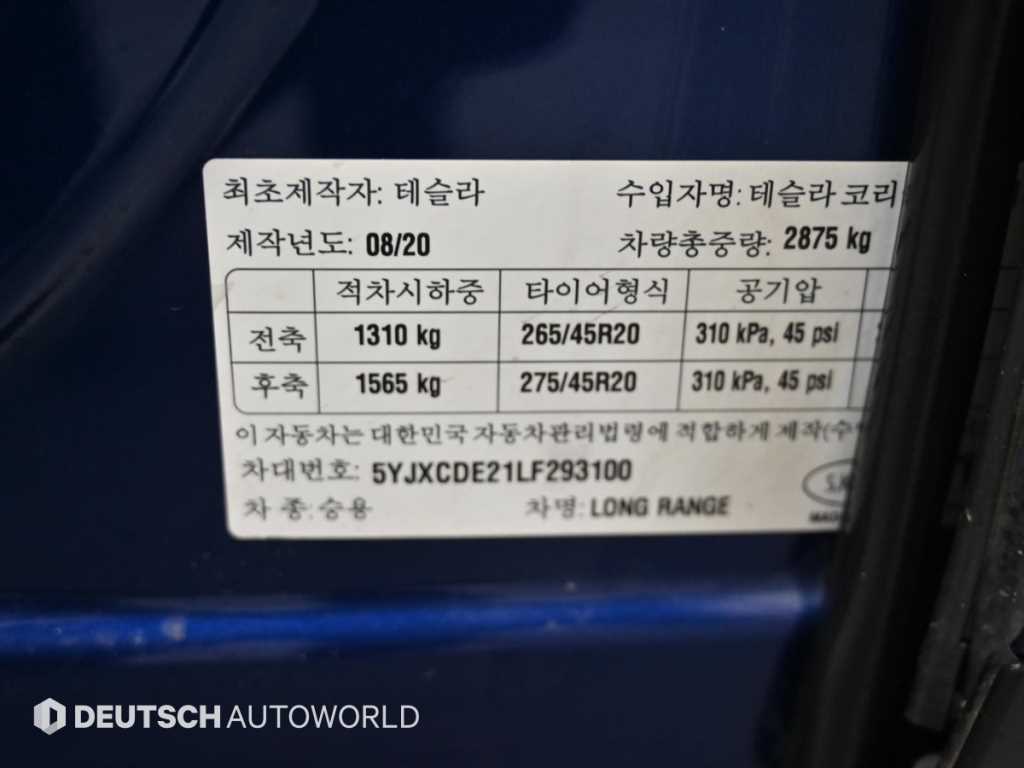 최초제작자: 테슬라 수입자명: 테슬라 코리
제작년도: 08/20 차량총중량: 2875 kg
적차시하중 타이어형식 공기압
전축 1310 kg 265/45R20 310 kPa, 45 psi
후축 1565 kg 275/45R20 310 kPa, 45 psi
이 자동차는 대한민국 자동차관리법령에 적합하게 제작(수
차대번호: 5YJXCDE21LF293100
차 종: 승용 차명: LONG RANGE
DEUTSCH AUTOWORLD